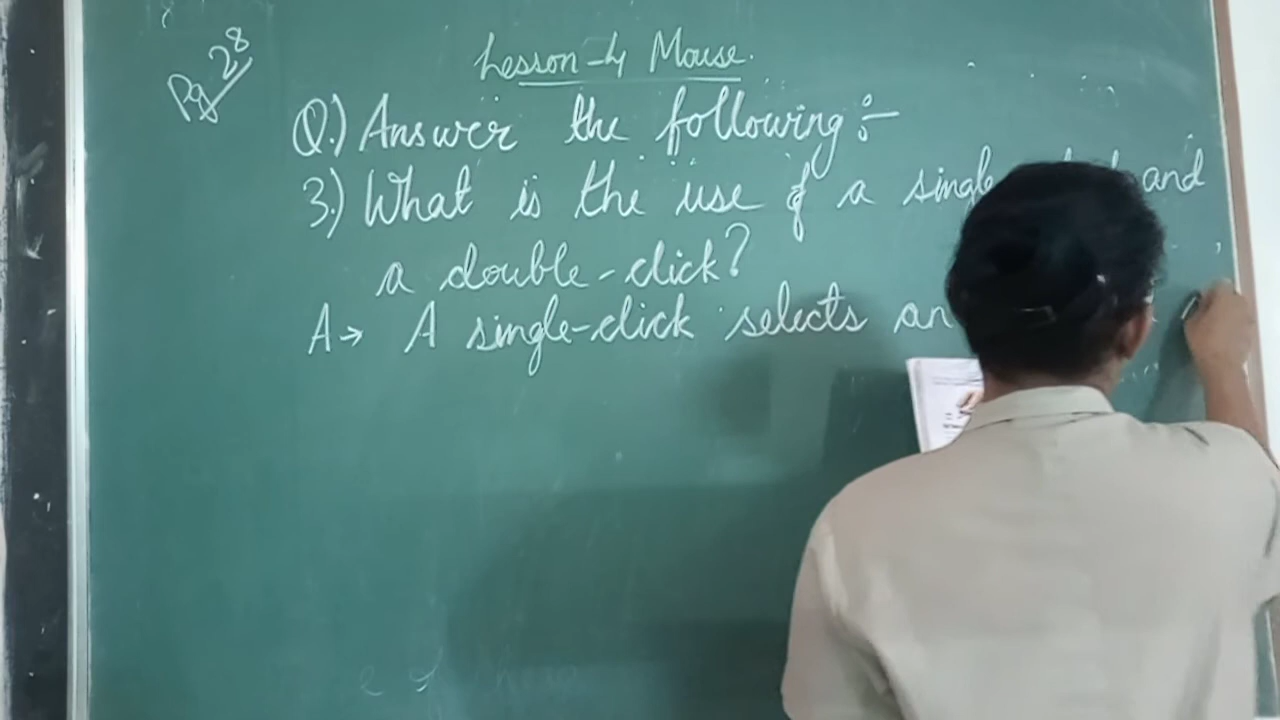 Pg 28
Lesson-4 Mouse.
Q.) Answer the following :-
3.) What is the use of a single and
a double-click?
A→ A single-click selects an